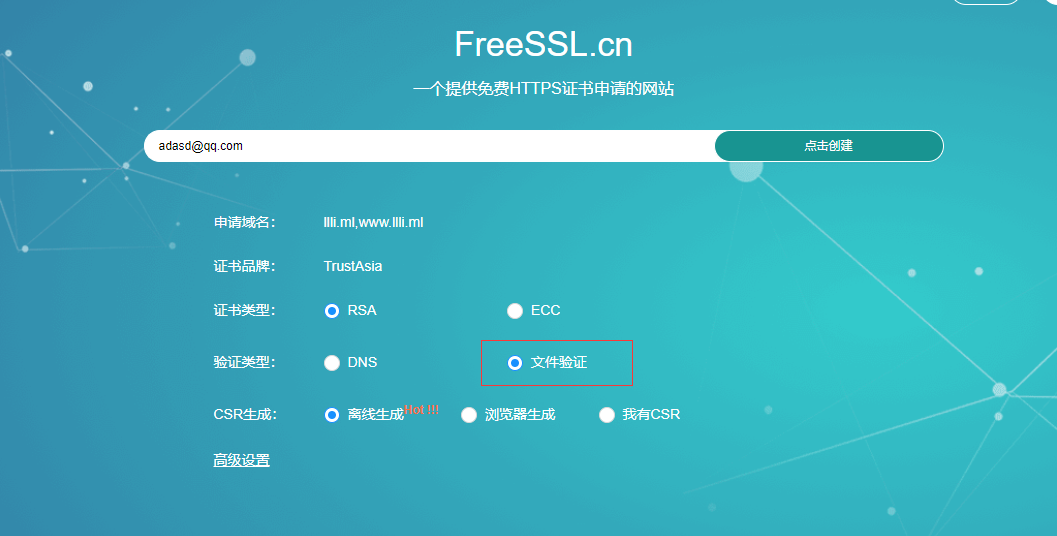 FreeSSL.cn
一个提供免费HTTPS证书申请的网站
adasd@qq.com 点击创建
申请域名： llli.ml,www.llli.ml
证书品牌： TrustAsia
证书类型： RSA ECC
验证类型： DNS 文件验证
CSR生成： 离线生成 Hot !!! 浏览器生成 我有CSR
高级设置